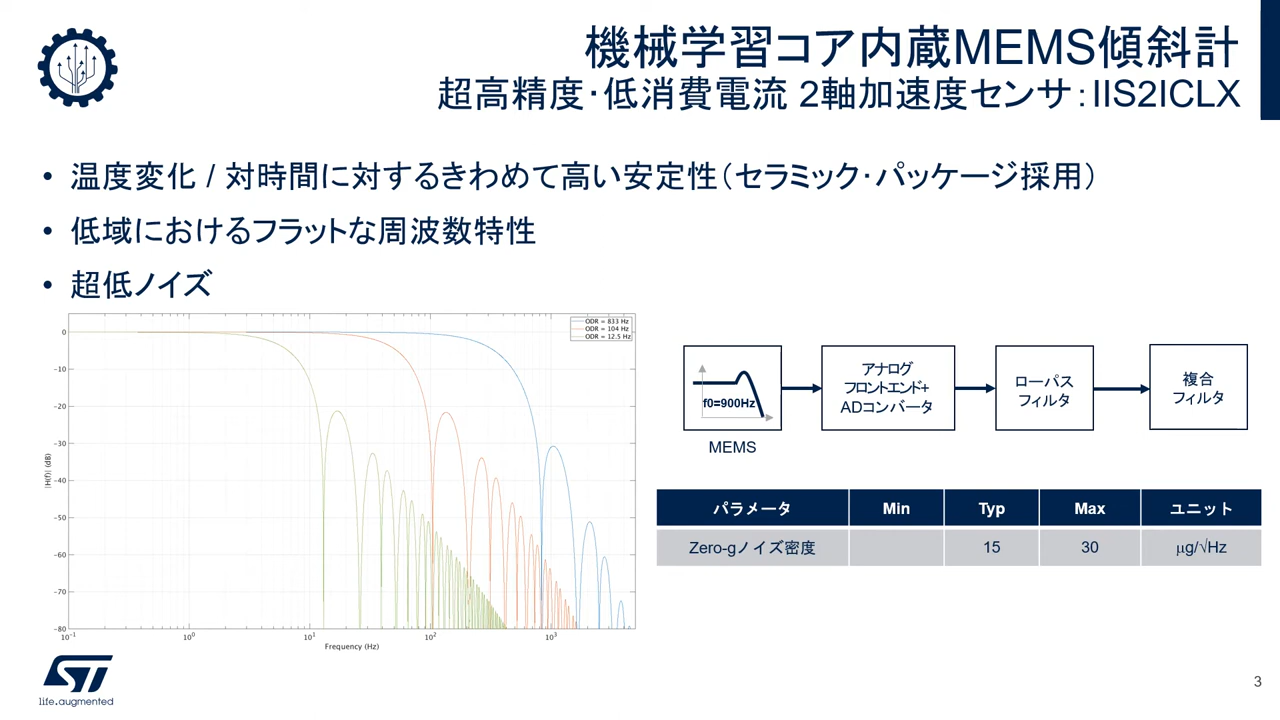 機械学習コア内蔵MEMS傾斜計
超高精度･低消費電流 2軸加速度センサ：IIS2ICLX
• 温度変化 / 対時間に対するきわめて高い安定性（セラミック･パッケージ採用）
• 低域におけるフラットな周波数特性
• 超低ノイズ
ODR = 833 Hz
ODR = 104 Hz
ODR = 12.5 Hz
0
-10
-20
-30
-40
-50
-60
-70
-80
|H(f)| (dB)
10⁻¹ 10⁰ 10¹ 10² 10³
Frequency (Hz)
f0=900Hz
MEMS
アナログ
フロントエンド+
ADコンバータ
ローパス
フィルタ
複合
フィルタ
パラメータ Min Typ Max ユニット
Zero-gノイズ密度 15 30 µg/√Hz
ST
life.augmented
3